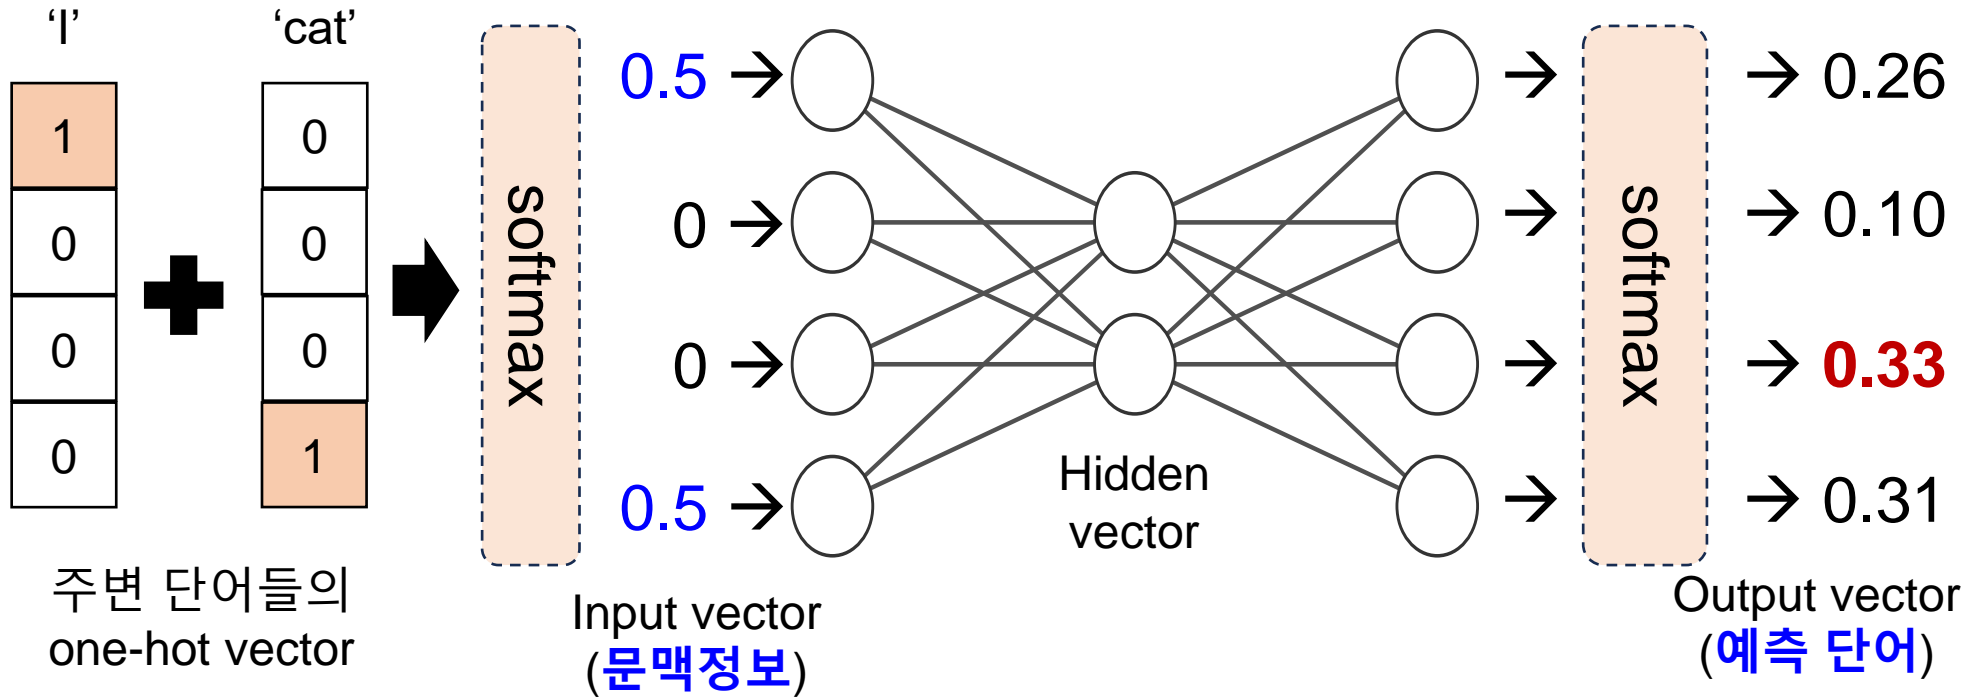 ‘I’
‘cat’
1
0
0
0
0
0
0
1
softmax
0.5
0
0
0.5
Hidden
vector
softmax
0.26
0.10
0.33
0.31
주변 단어들의
one-hot vector
Input vector
(문맥정보)
Output vector
(예측 단어)